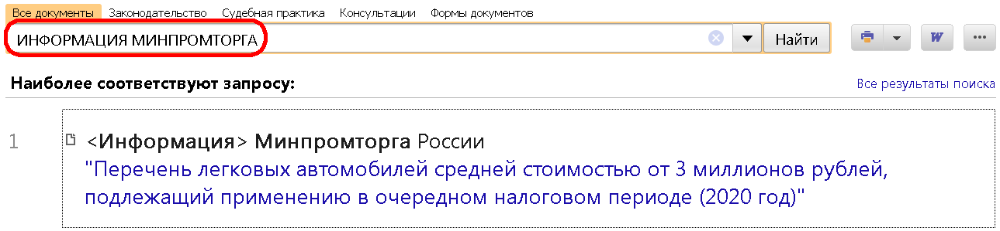 Все документы Законодательство Судебная практика Консультации Формы документов
ИНФОРМАЦИЯ МИНПРОМТОРГА Найти W ...
Наиболее соответствуют запросу: Все результаты поиска
1 <Информация> Минпромторга России
"Перечень легковых автомобилей средней стоимостью от 3 миллионов рублей,
подлежащий применению в очередном налоговом периоде (2020 год)"